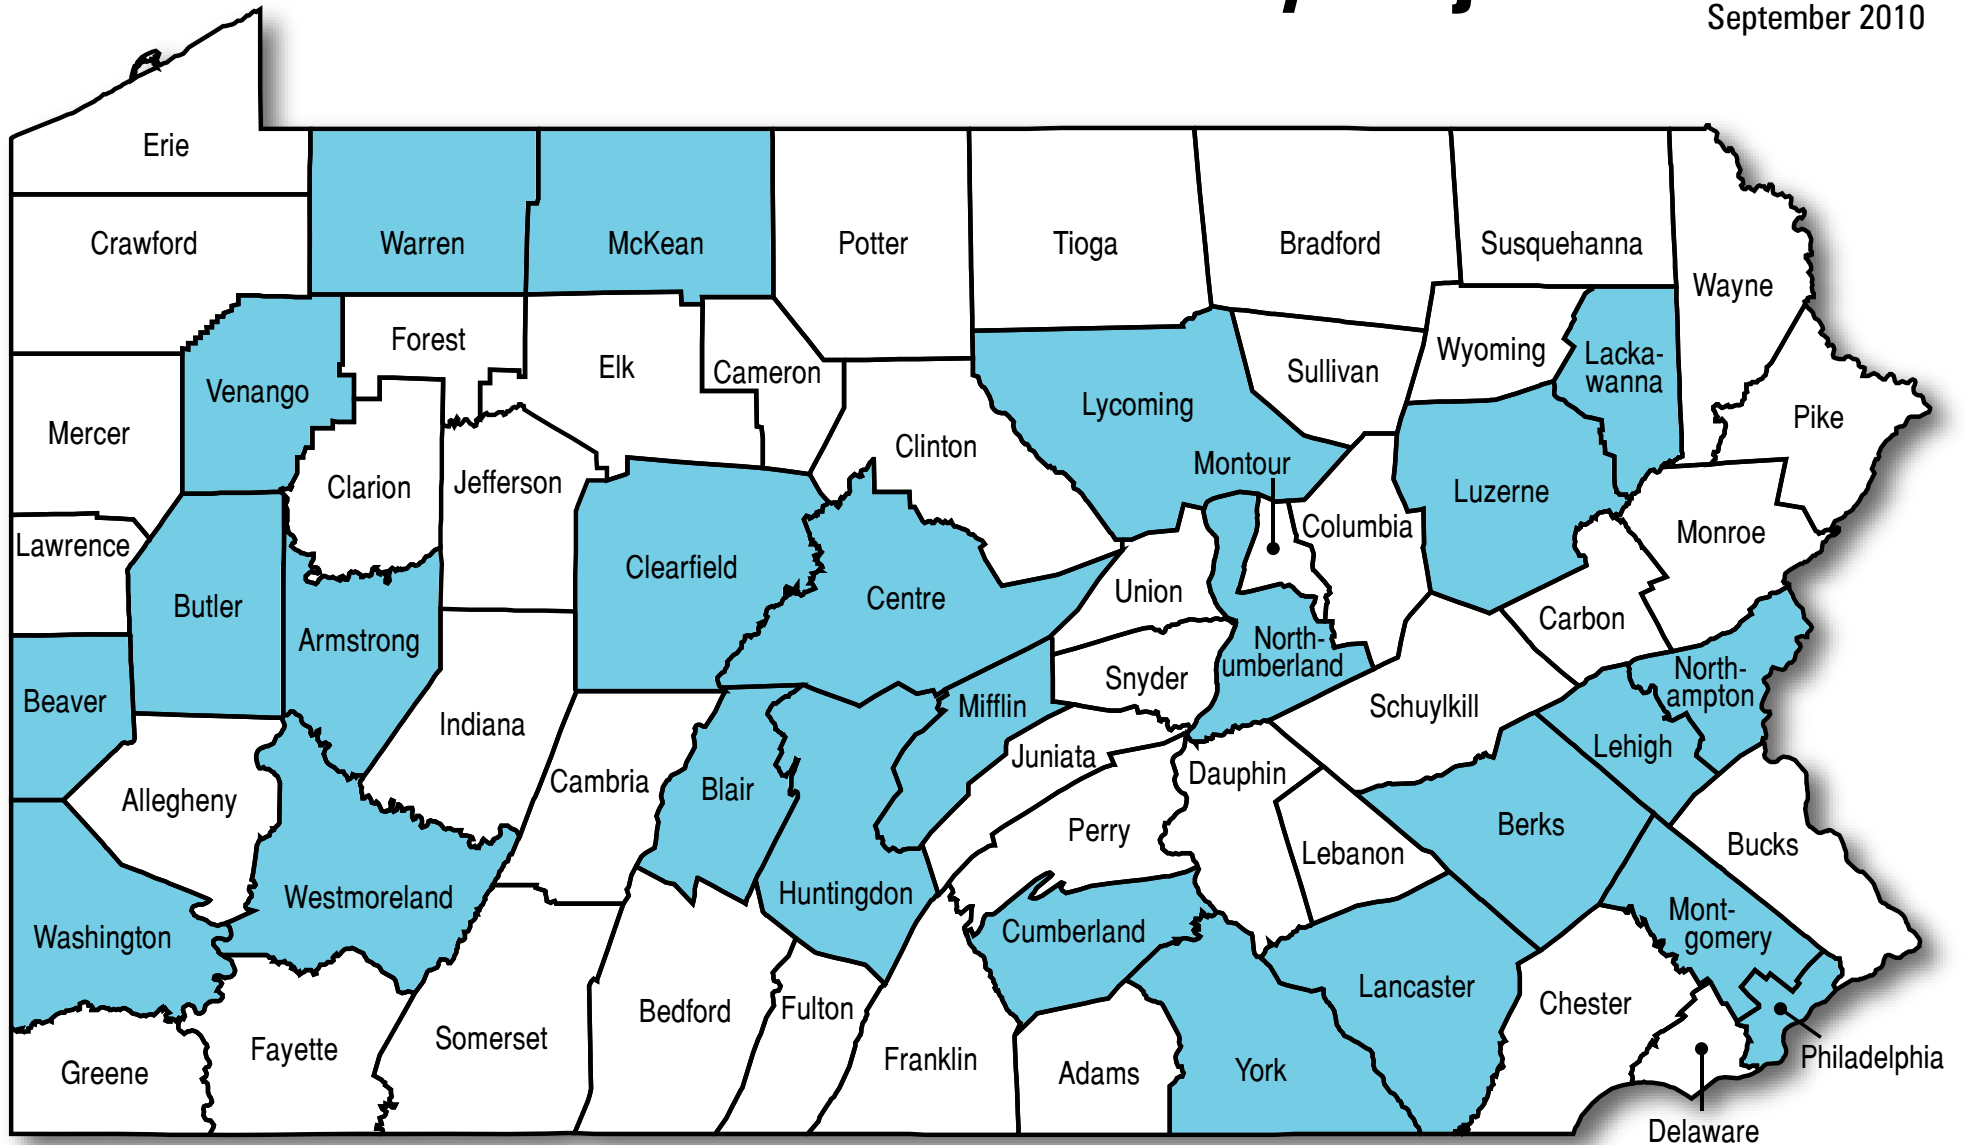 September 2010
Erie
Crawford
Warren
McKean
Potter
Tioga
Bradford
Susquehanna
Wayne
Forest
Elk
Cameron
Venango
Mercer
Sullivan
Wyoming
Lacka-
wanna
Pike
Lycoming
Clinton
Montour
Clarion
Jefferson
Luzerne
Columbia
Monroe
Lawrence
Butler
Clearfield
Centre
Union
Carbon
Armstrong
North-
umberland
Snyder
North-
ampton
Beaver
Indiana
Mifflin
Schuylkill
Lehigh
Juniata
Dauphin
Cambria
Blair
Allegheny
Perry
Berks
Lebanon
Bucks
Westmoreland
Huntingdon
Cumberland
Mont-
gomery
Washington
Lancaster
Chester
Bedford
Fulton
Somerset
Fayette
Greene
Franklin
Adams
York
Philadelphia
Delaware